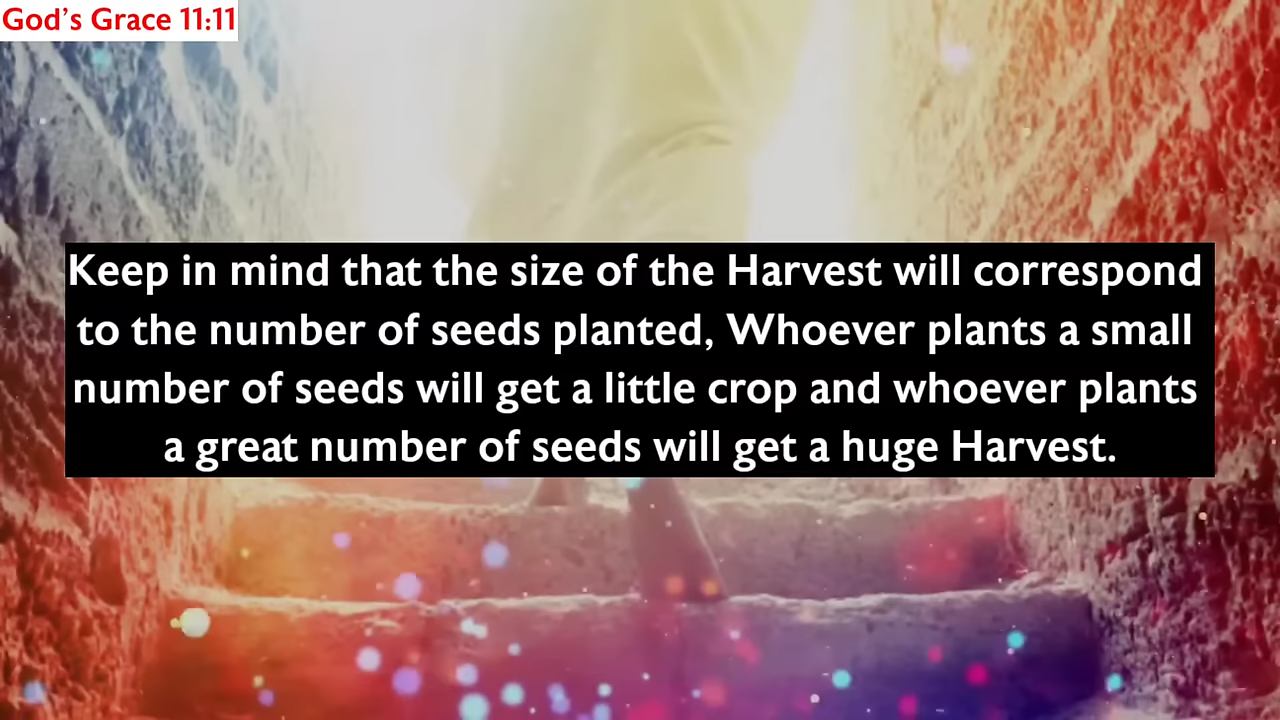 God's Grace 11:11
Keep in mind that the size of the Harvest will correspond
to the number of seeds planted, Whoever plants a small
number of seeds will get a little crop and whoever plants
a great number of seeds will get a huge Harvest.